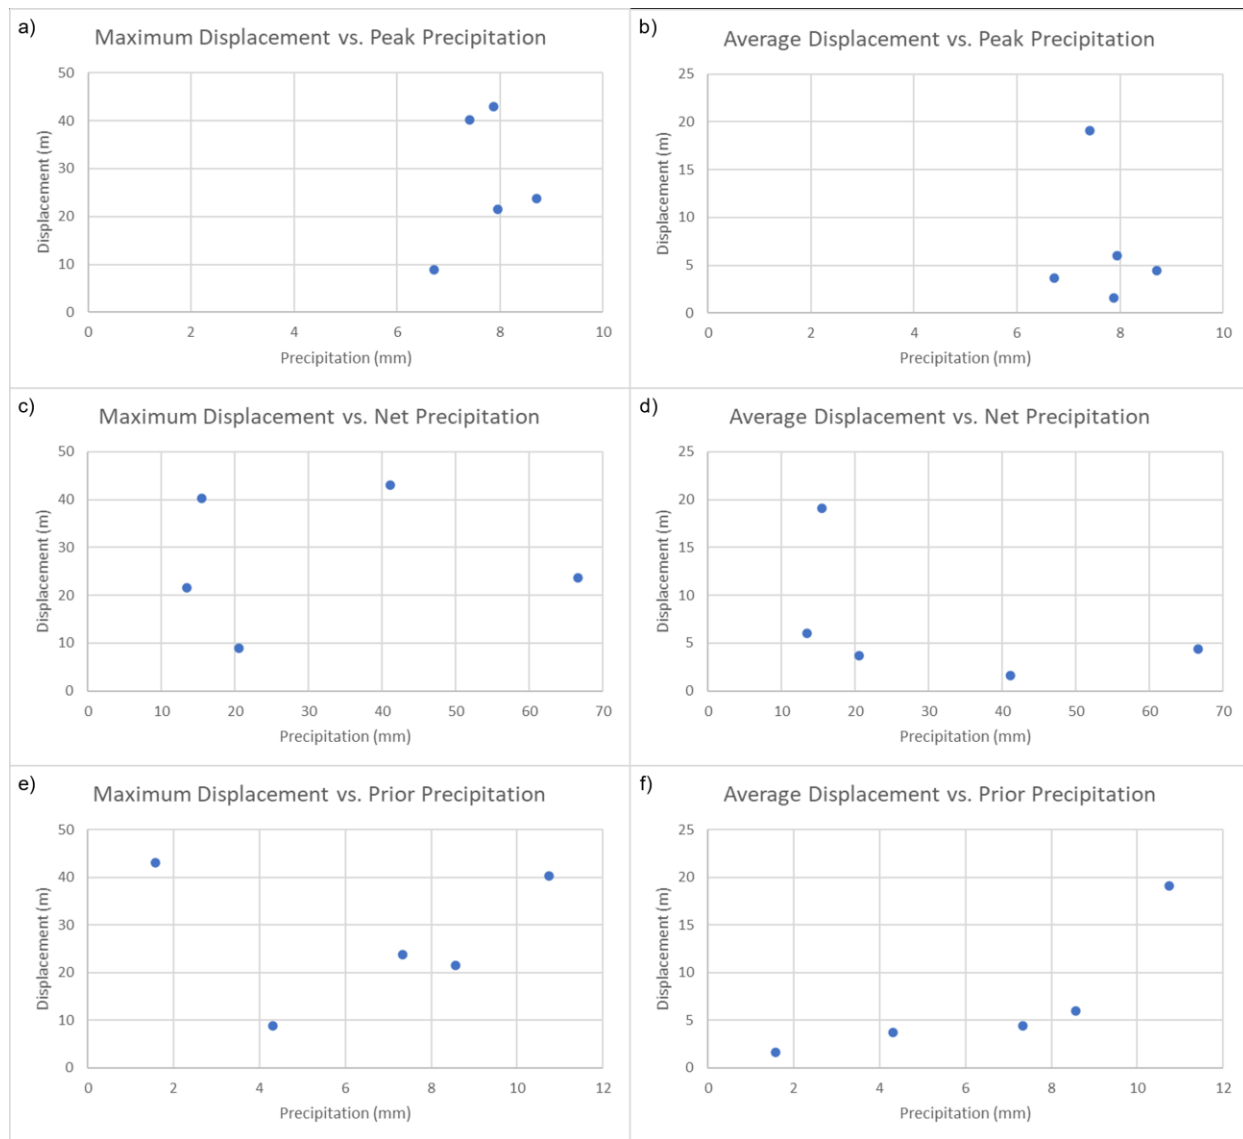 a)
Maximum Displacement vs. Peak Precipitation
Displacement (m)
50
40
30
20
10
0
0 2 4 6 8 10
Precipitation (mm)
b)
Average Displacement vs. Peak Precipitation
Displacement (m)
25
20
15
10
5
0
0 2 4 6 8 10
Precipitation (mm)
c)
Maximum Displacement vs. Net Precipitation
Displacement (m)
50
40
30
20
10
0
0 10 20 30 40 50 60 70
Precipitation (mm)
d)
Average Displacement vs. Net Precipitation
Displacement (m)
25
20
15
10
5
0
0 10 20 30 40 50 60 70
Precipitation (mm)
e)
Maximum Displacement vs. Prior Precipitation
Displacement (m)
50
40
30
20
10
0
0 2 4 6 8 10 12
Precipitation (mm)
f)
Average Displacement vs. Prior Precipitation
Displacement (m)
25
20
15
10
5
0
0 2 4 6 8 10 12
Precipitation (mm)